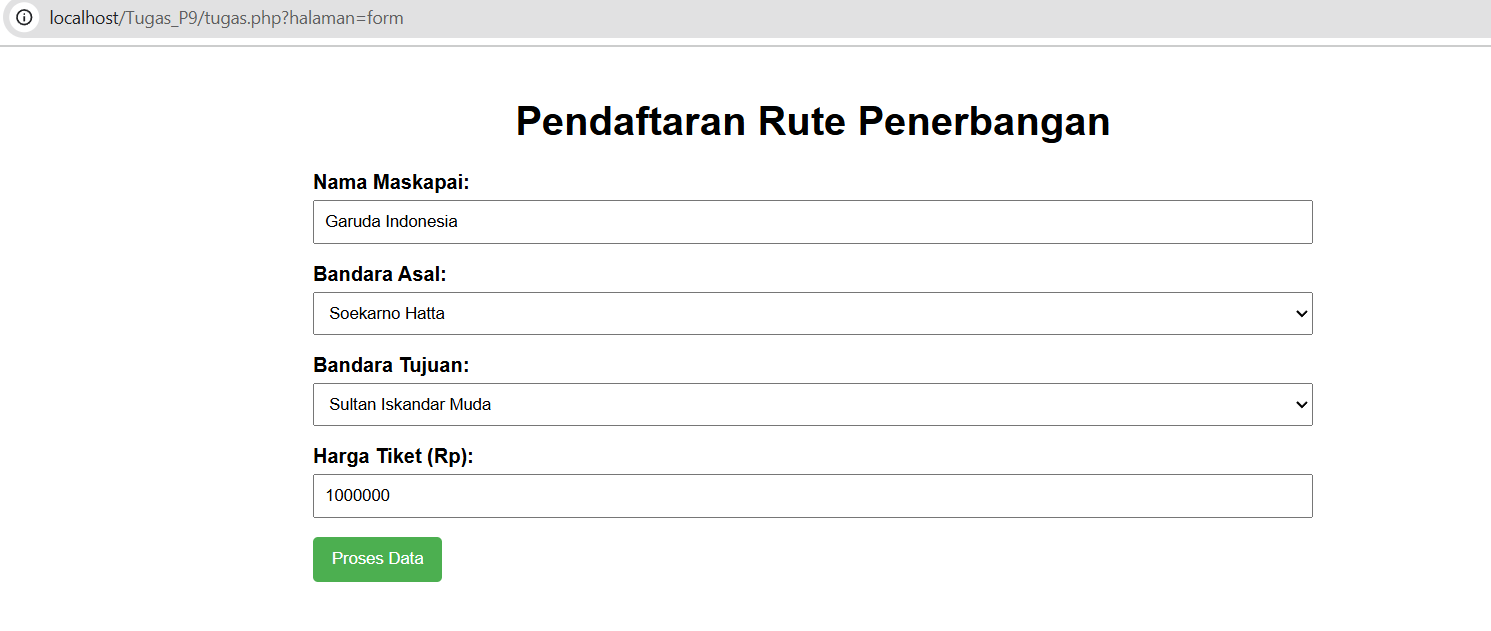 localhost/Tugas_P9/tugas.php?halaman=form
Pendaftaran Rute Penerbangan
Nama Maskapai:
Garuda Indonesia
Bandara Asal:
Soekarno Hatta
Bandara Tujuan:
Sultan Iskandar Muda
Harga Tiket (Rp):
1000000
Proses Data